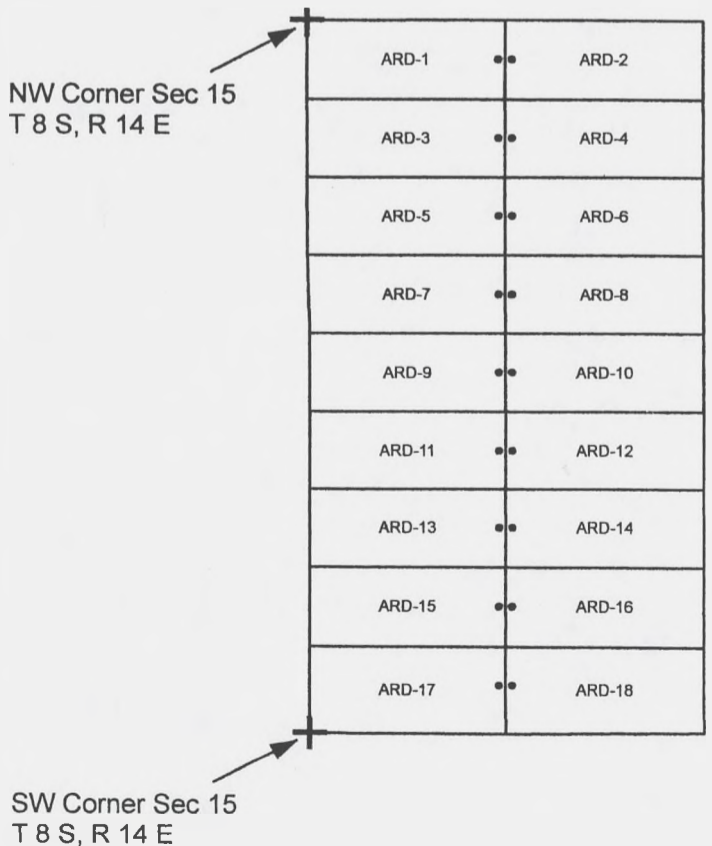 NW Corner Sec 15
T 8 S, R 14 E
ARD-1 ARD-2
ARD-3 ARD-4
ARD-5 ARD-6
ARD-7 ARD-8
ARD-9 ARD-10
ARD-11 ARD-12
ARD-13 ARD-14
ARD-15 ARD-16
ARD-17 ARD-18
SW Corner Sec 15
T 8 S, R 14 E